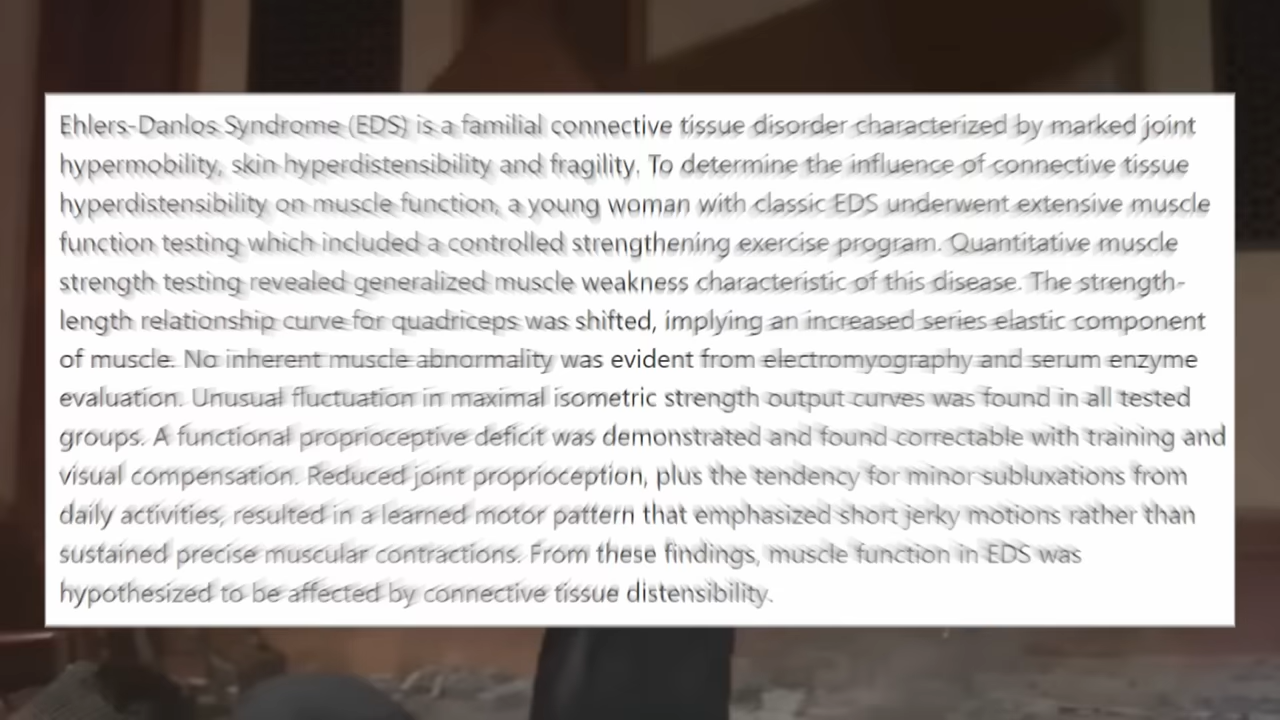 Ehlers-Danlos Syndrome (EDS) is a familial connective tissue disorder characterized by marked joint
hypermobility, skin hyperdistensibility and fragility. To determine the influence of connective tissue
hyperdistensibility on muscle function, a young woman with classic EDS underwent extensive muscle
function testing which included a controlled strengthening exercise program. Quantitative muscle
strength testing revealed generalized muscle weakness characteristic of this disease. The strength-
length relationship curve for quadriceps was shifted, implying an increased series elastic component
of muscle. No inherent muscle abnormality was evident from electromyography and serum enzyme
evaluation. Unusual fluctuation in maximal isometric strength output curves was found in all tested
groups. A functional proprioceptive deficit was demonstrated and found correctable with training and
visual compensation. Reduced joint proprioception, plus the tendency for minor subluxations from
daily activities, resulted in a learned motor pattern that emphasized short jerky motions rather than
sustained precise muscular contractions. From these findings, muscle function in EDS was
hypothesized to be affected by connective tissue distensibility.